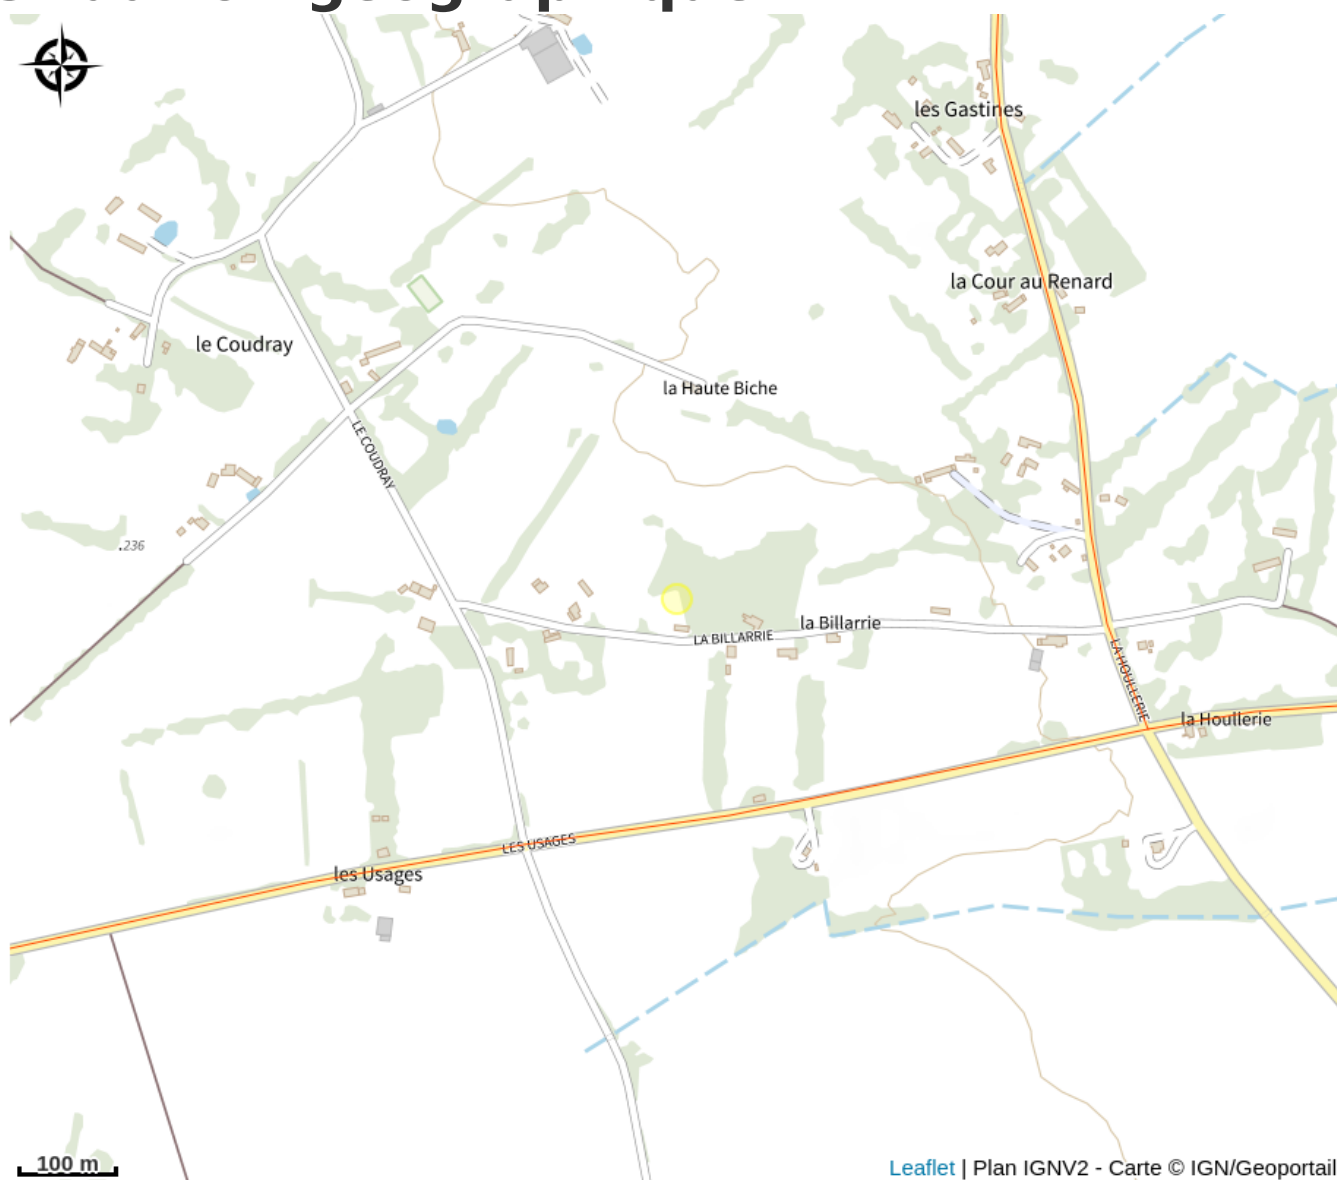 les Gastines
la Cour au Renard
le Coudray
la Haute Biche
LE COUDRAY
.236
la Billarrie
LA BILLARRIE
LA HOULLERIE
la Houllerie
LES USAGES
les Usages
100 m
Leaflet | Plan IGNV2 - Carte © IGN/Geoportail